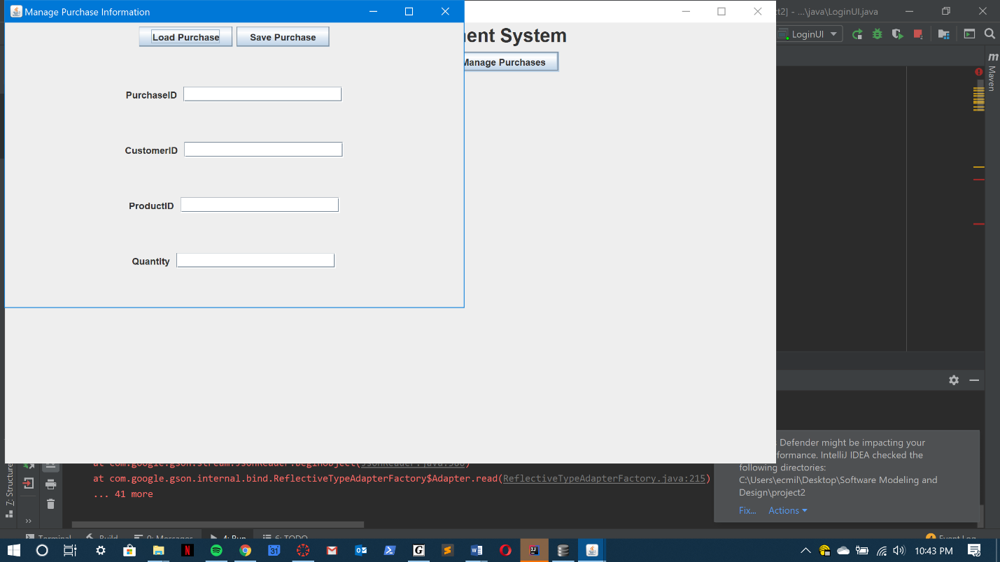 Manage Purchase Information
t2] - ...\java\LoginUI.java
Load Purchase
Save Purchase
ent System
LoginUI
Manage Purchases
m
Maven
PurchaseID
CustomerID
ProductID
Quantity
Defender might be impacting your
formance. IntelliJ IDEA checked the
following directories:
C:\Users\ecmil\Desktop\Software Modeling and
Design\project2
Fix...
Actions
7: Structure
at com.google.gson.stream.JsonReader.beginObject(JsonReader.java:386)
at com.google.gson.internal.bind.ReflectiveTypeAdapterFactory$Adapter.read(ReflectiveTypeAdapterFactory.java:215)
... 41 more
Terminal
Build
0: Messages
4: Run
6: TODO
Event Log
31
10:43 PM